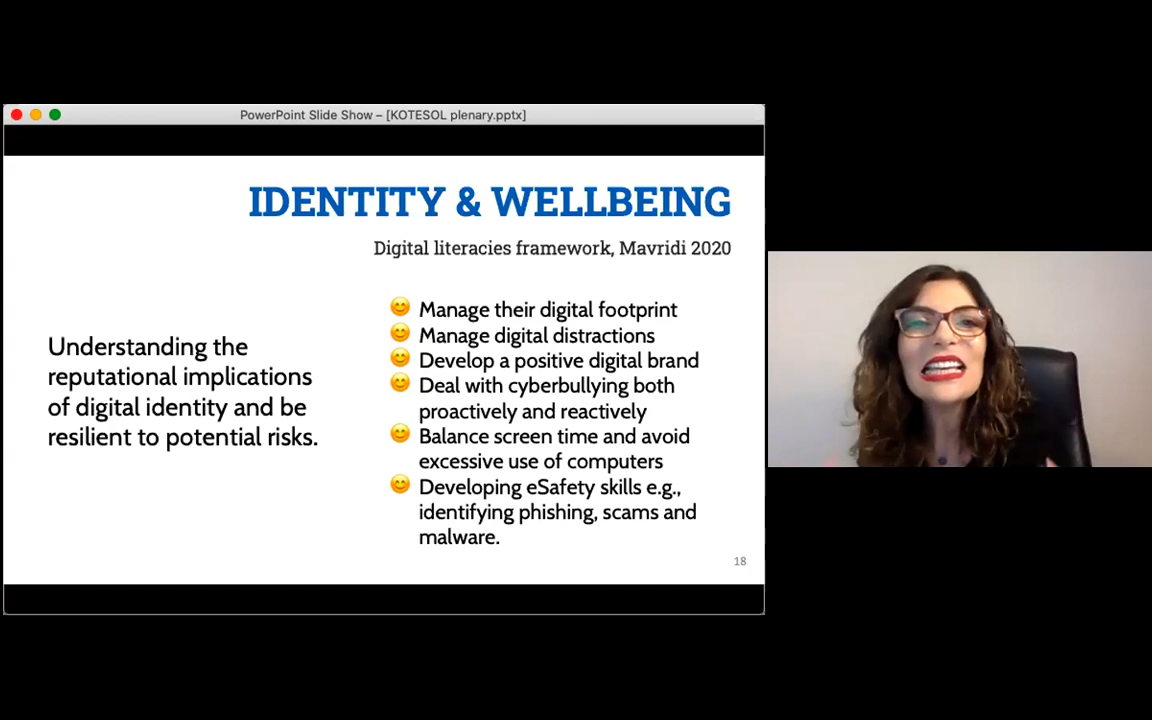 PowerPoint Slide Show – [KOTESOL plenary.pptx]
IDENTITY & WELLBEING
Digital literacies framework, Mavridi 2020
Understanding the
reputational implications
of digital identity and be
resilient to potential risks.
Manage their digital footprint
Manage digital distractions
Develop a positive digital brand
Deal with cyberbullying both
proactively and reactively
Balance screen time and avoid
excessive use of computers
Developing eSafety skills e.g.,
identifying phishing, scams and
malware.
18